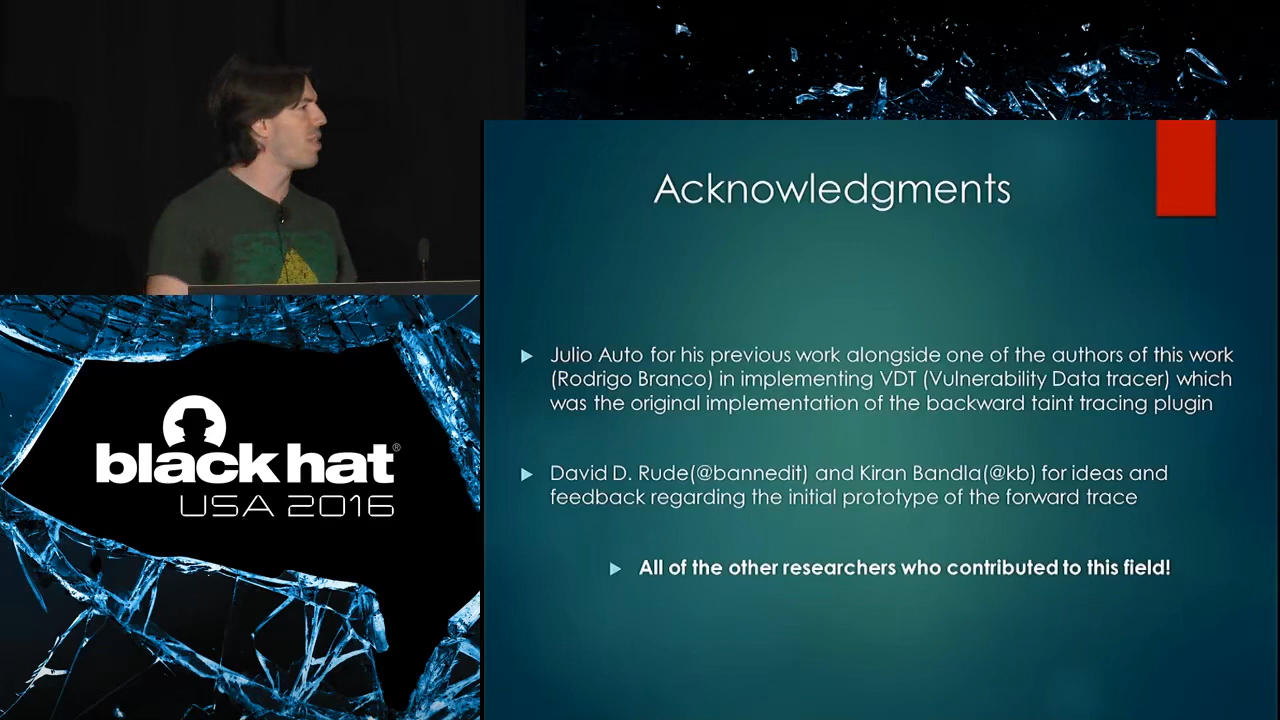 Acknowledgments
Julio Auto for his previous work alongside one of the authors of this work
(Rodrigo Branco) in implementing VDT (Vulnerability Data tracer) which
was the original implementation of the backward taint tracing plugin
David D. Rude(@bannedit) and Kiran Bandla(@kb) for ideas and
feedback regarding the initial prototype of the forward trace
All of the other researchers who contributed to this field!
black hat®
USA 2016